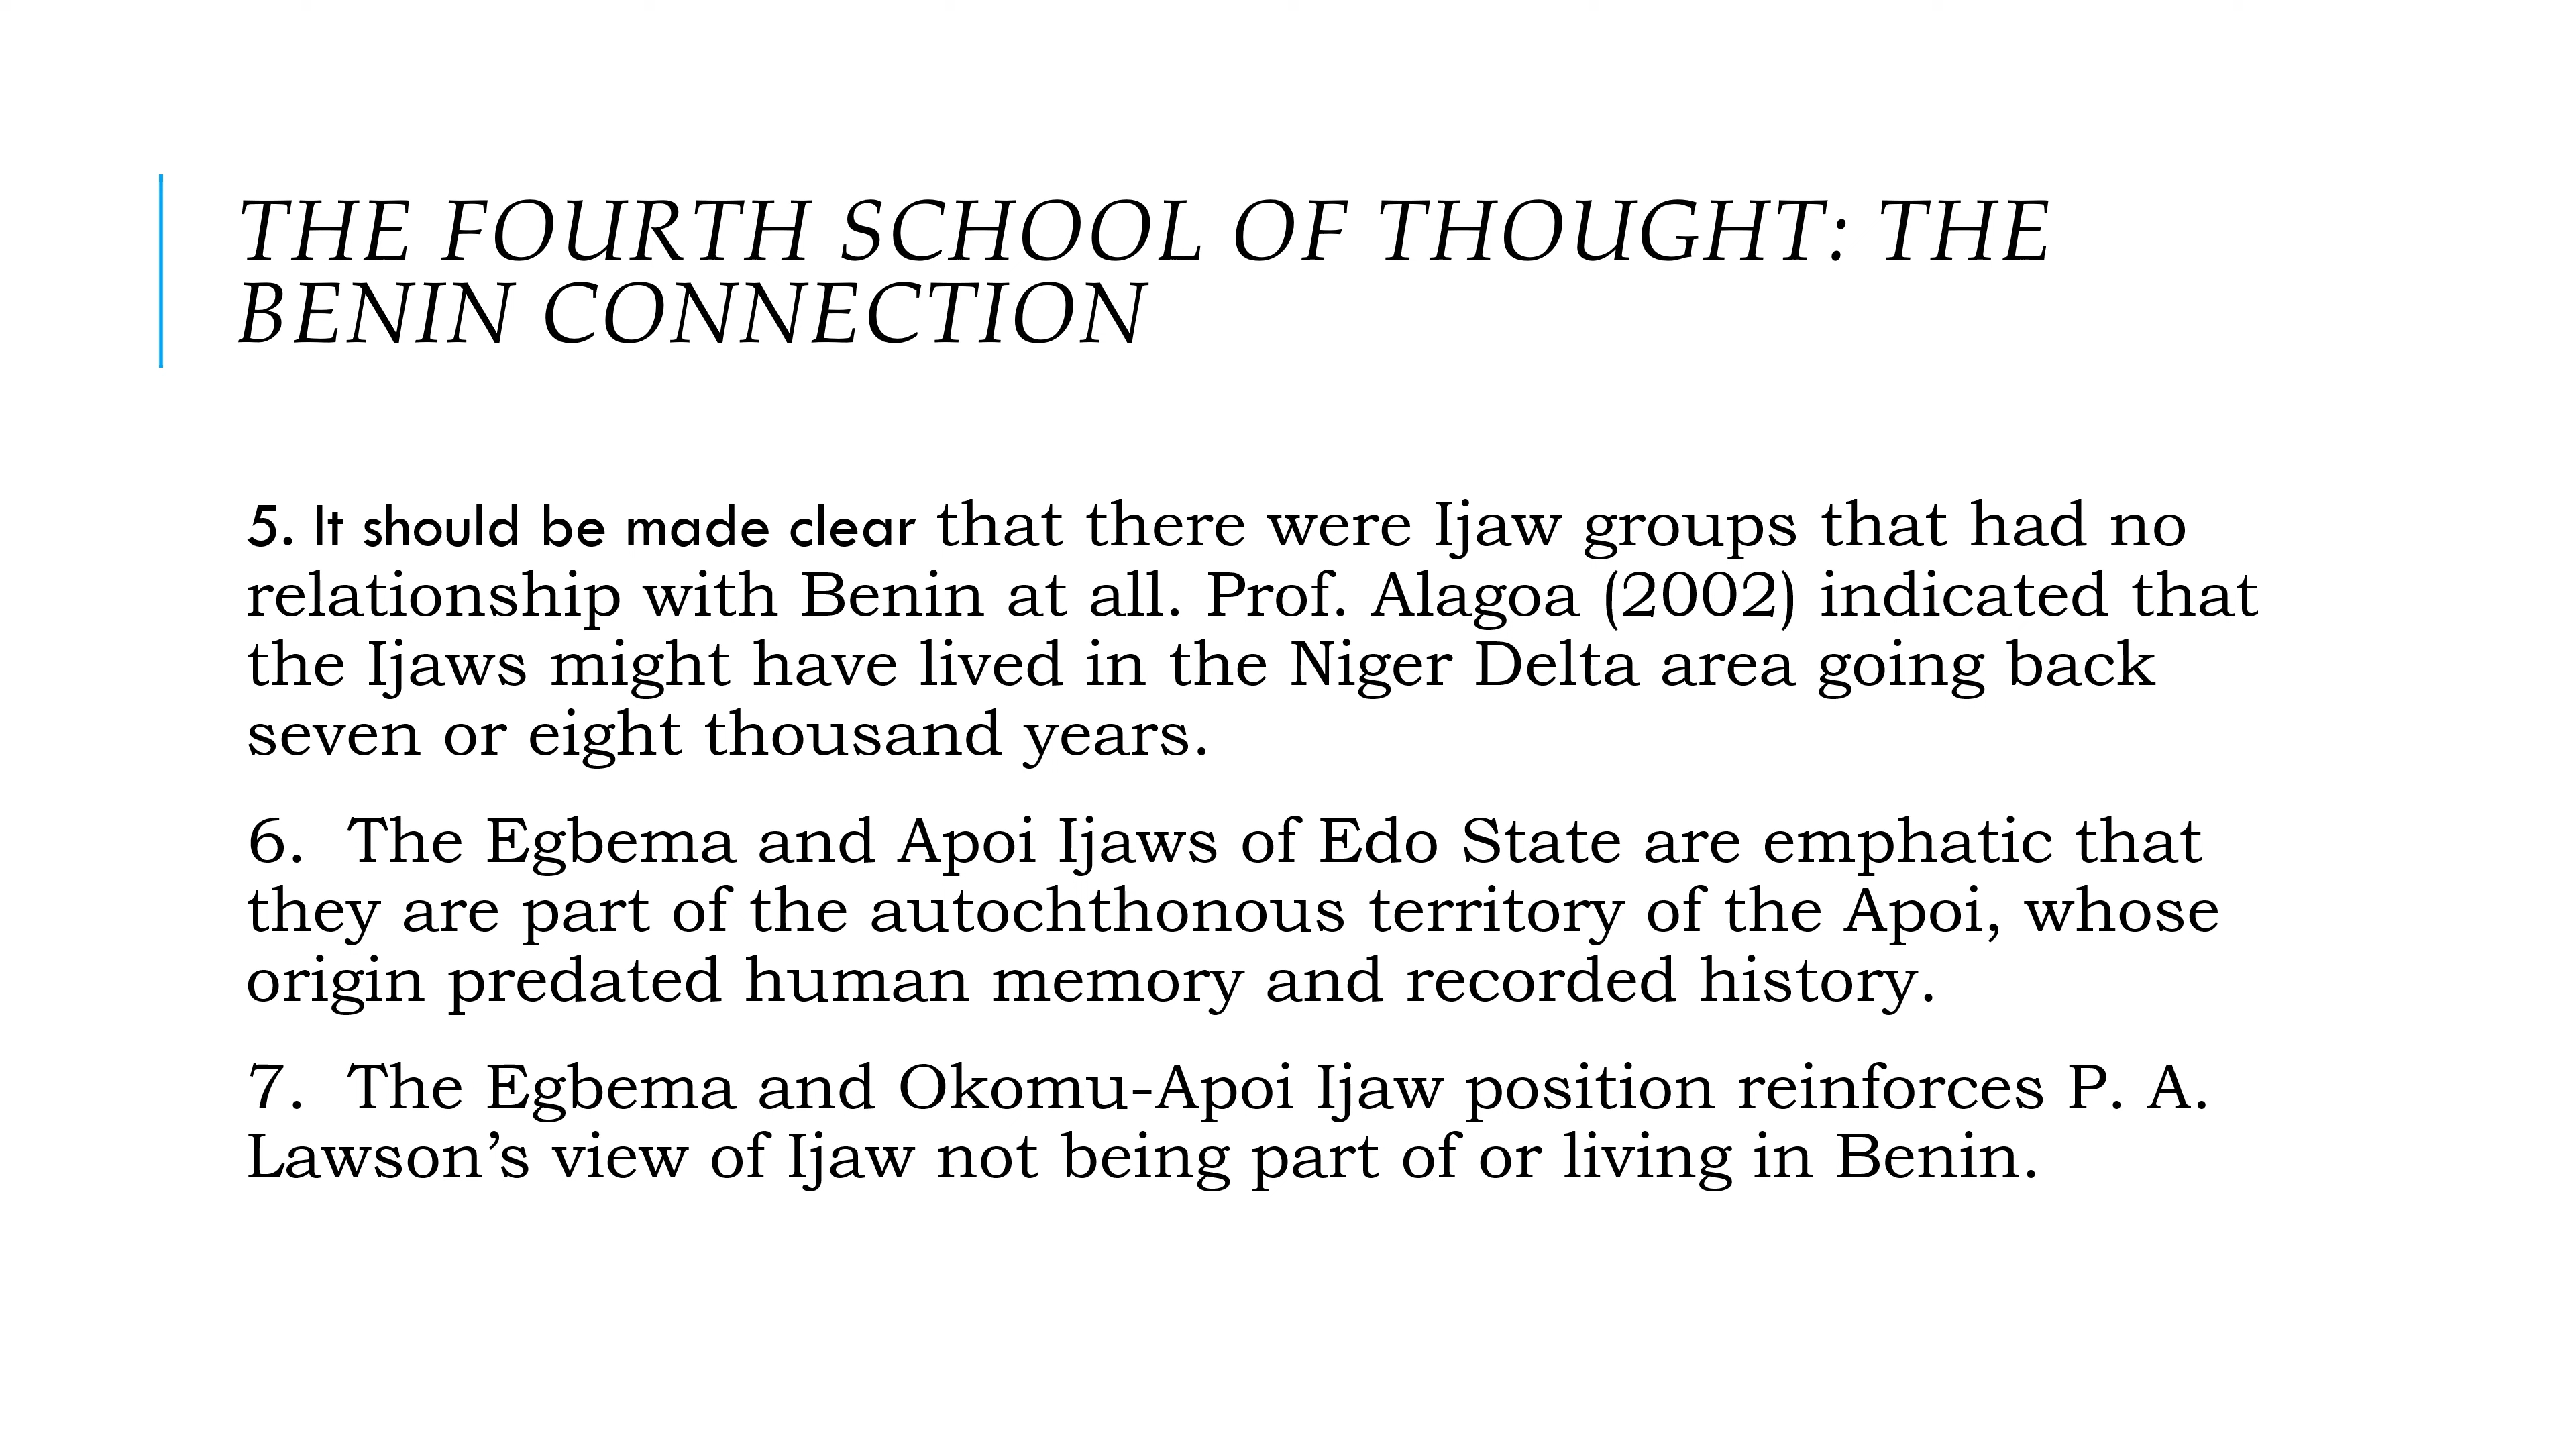 THE FOURTH SCHOOL OF THOUGHT: THE
BENIN CONNECTION
5. It should be made clear that there were Ijaw groups that had no
relationship with Benin at all. Prof. Alagoa (2002) indicated that
the Ijaws might have lived in the Niger Delta area going back
seven or eight thousand years.
6. The Egbema and Apoi Ijaws of Edo State are emphatic that
they are part of the autochthonous territory of the Apoi, whose
origin predated human memory and recorded history.
7. The Egbema and Okomu-Apoi Ijaw position reinforces P. A.
Lawson’s view of Ijaw not being part of or living in Benin.